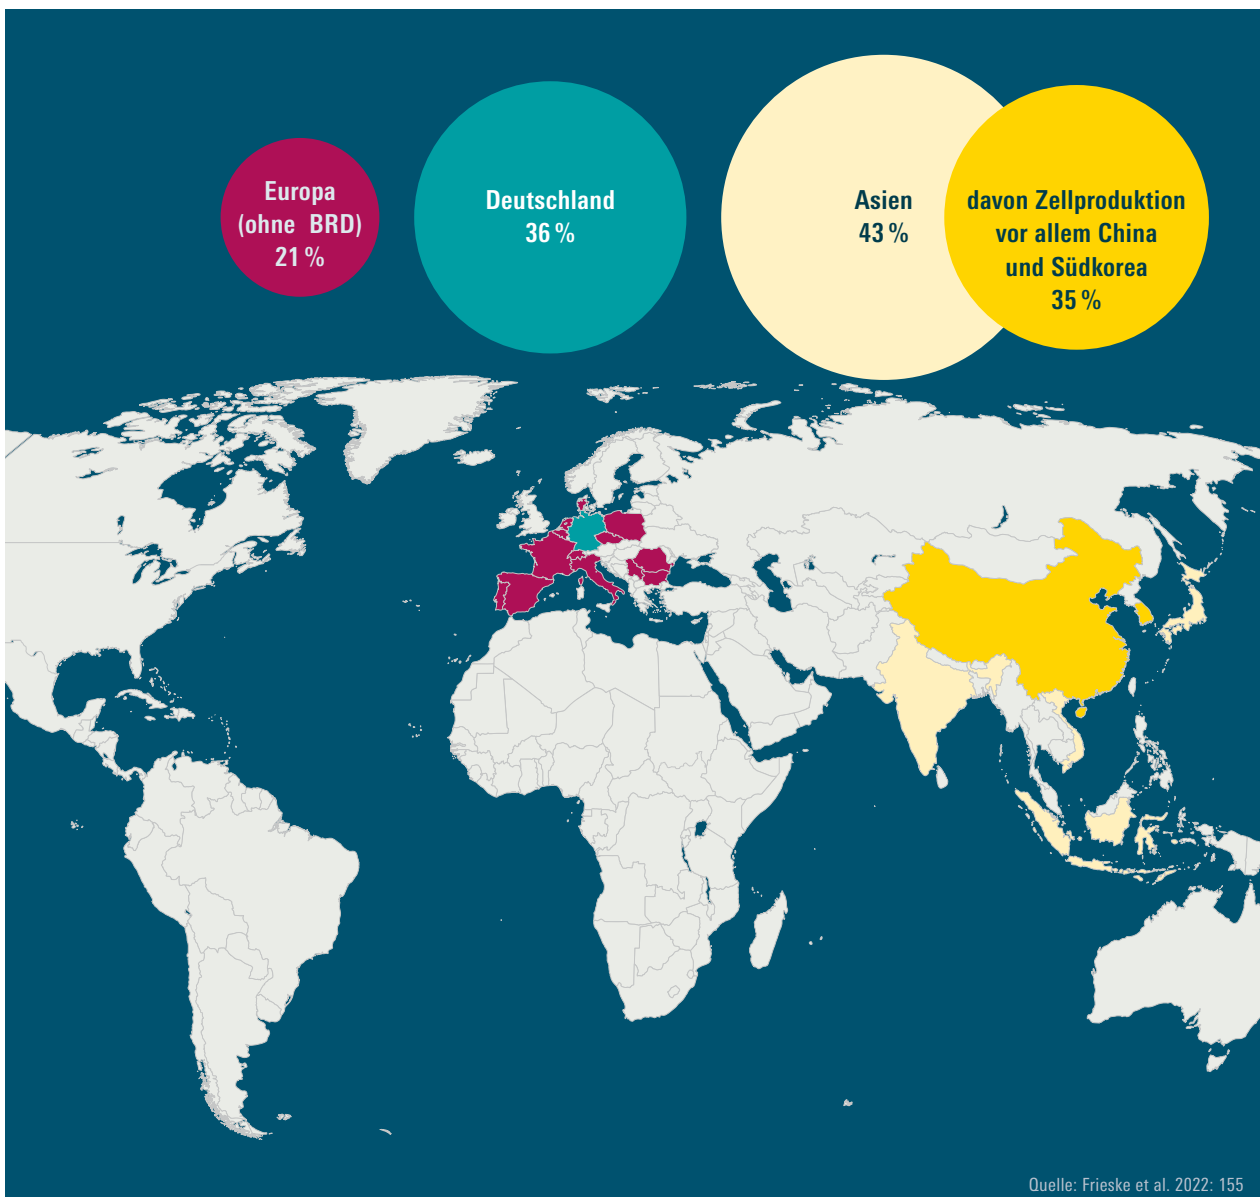 Europa
(ohne BRD)
21 %
Deutschland
36 %
Asien
43 %
davon Zellproduktion
vor allem China
und Südkorea
35 %
Quelle: Frieske et al. 2022: 155